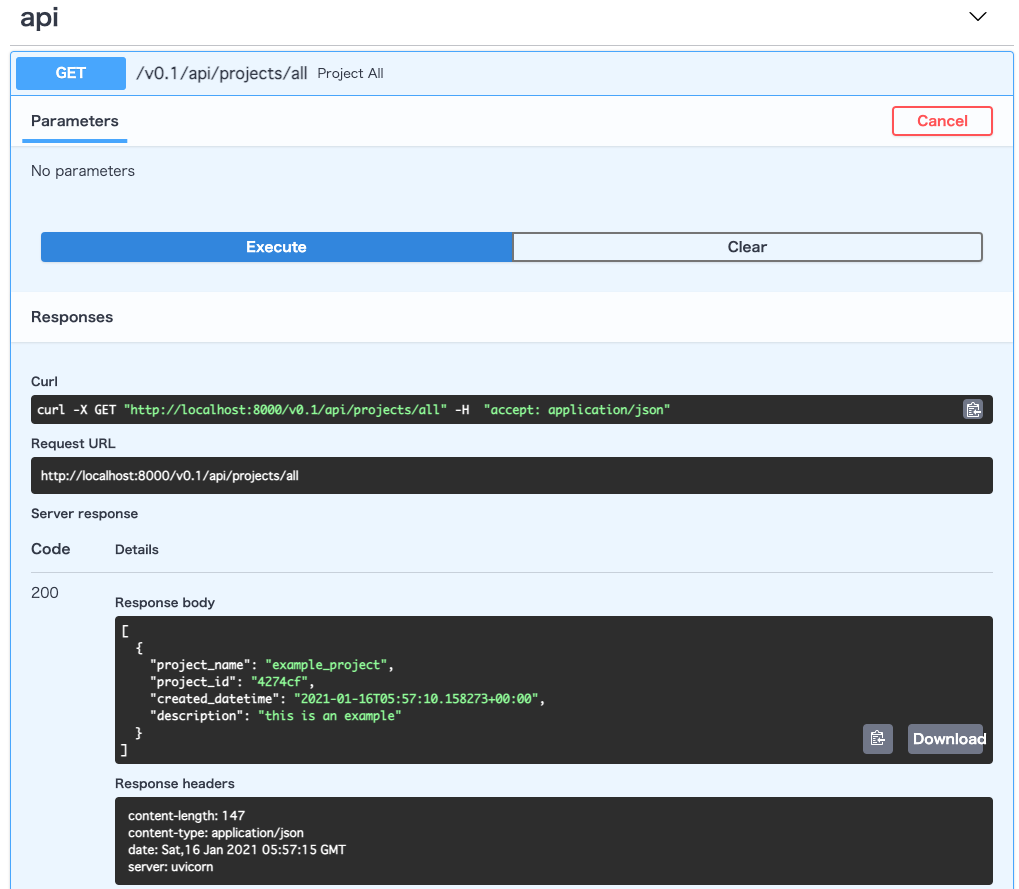 api
GET /v0.1/api/projects/all Project All
Parameters
Cancel
No parameters
Execute
Clear
Responses
Curl
curl -X GET "http://localhost:8000/v0.1/api/projects/all" -H  "accept: application/json"
Request URL
http://localhost:8000/v0.1/api/projects/all
Server response
Code Details
200
Response body
[
  {
    "project_name": "example_project",
    "project_id": "4274cf",
    "created_datetime": "2021-01-16T05:57:10.158273+00:00",
    "description": "this is an example"
  }
]
Download
Response headers
content-length: 147
content-type: application/json
date: Sat,16 Jan 2021 05:57:15 GMT
server: uvicorn